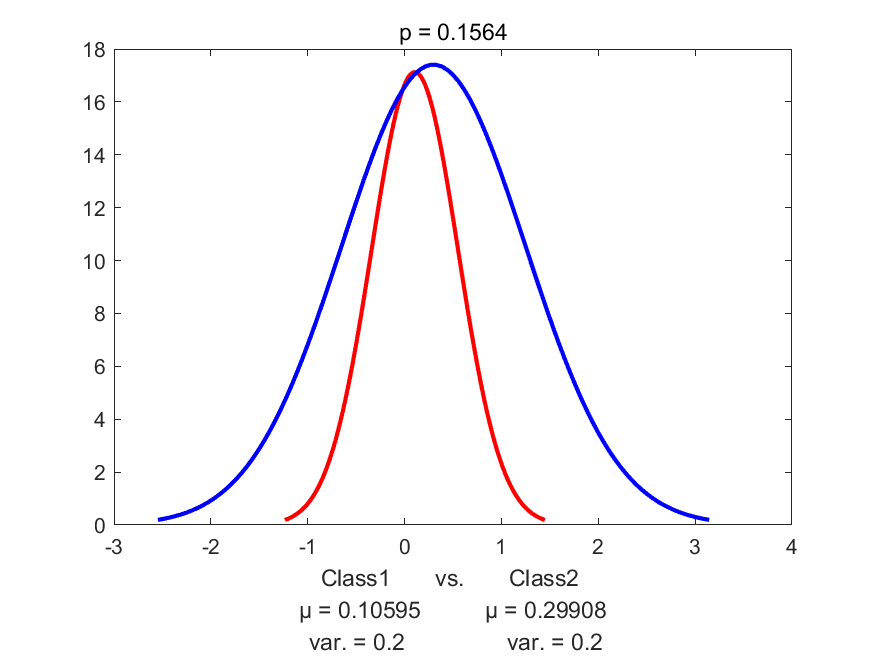 p = 0.1564
18
16
14
12
10
8
6
4
2
0
-3 -2 -1 0 1 2 3 4
Class1 vs. Class2
μ = 0.10595 μ = 0.29908
var. = 0.2 var. = 0.2